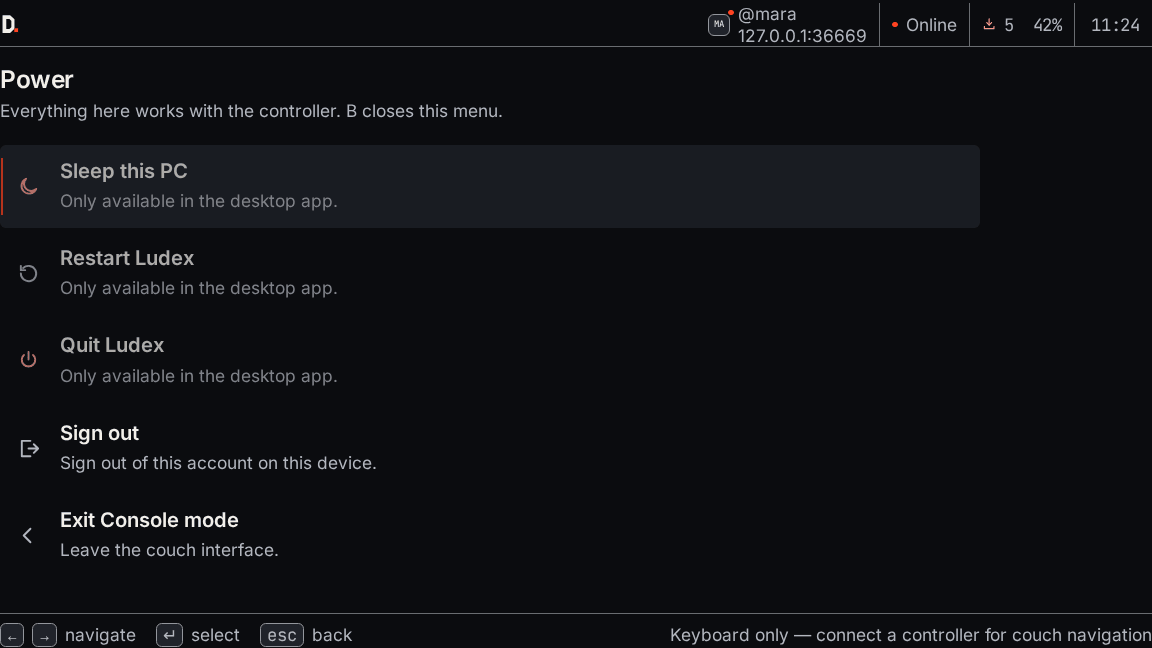 D.
MA
@mara
127.0.0.1:36669
Online
5
42%
11:24
Power
Everything here works with the controller. B closes this menu.
Sleep this PC
Only available in the desktop app.
Restart Ludex
Only available in the desktop app.
Quit Ludex
Only available in the desktop app.
Sign out
Sign out of this account on this device.
Exit Console mode
Leave the couch interface.
← → navigate ↵ select esc back
Keyboard only — connect a controller for couch navigation